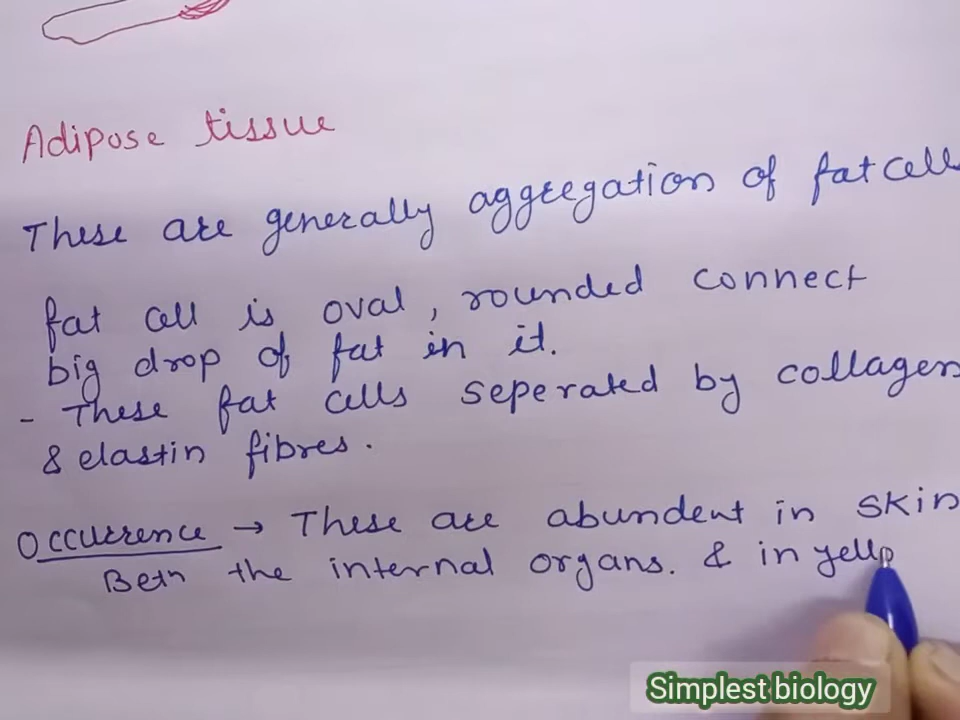 Adipose tissue
These are generally aggregation of fat cells
fat cell is oval, rounded connect
big drop of fat in it.
- These fat cells seperated by collagen
& elastin fibres.
Occurrence → These are abundent in skin
Betn the internal organs. & in yello
Simplest biology